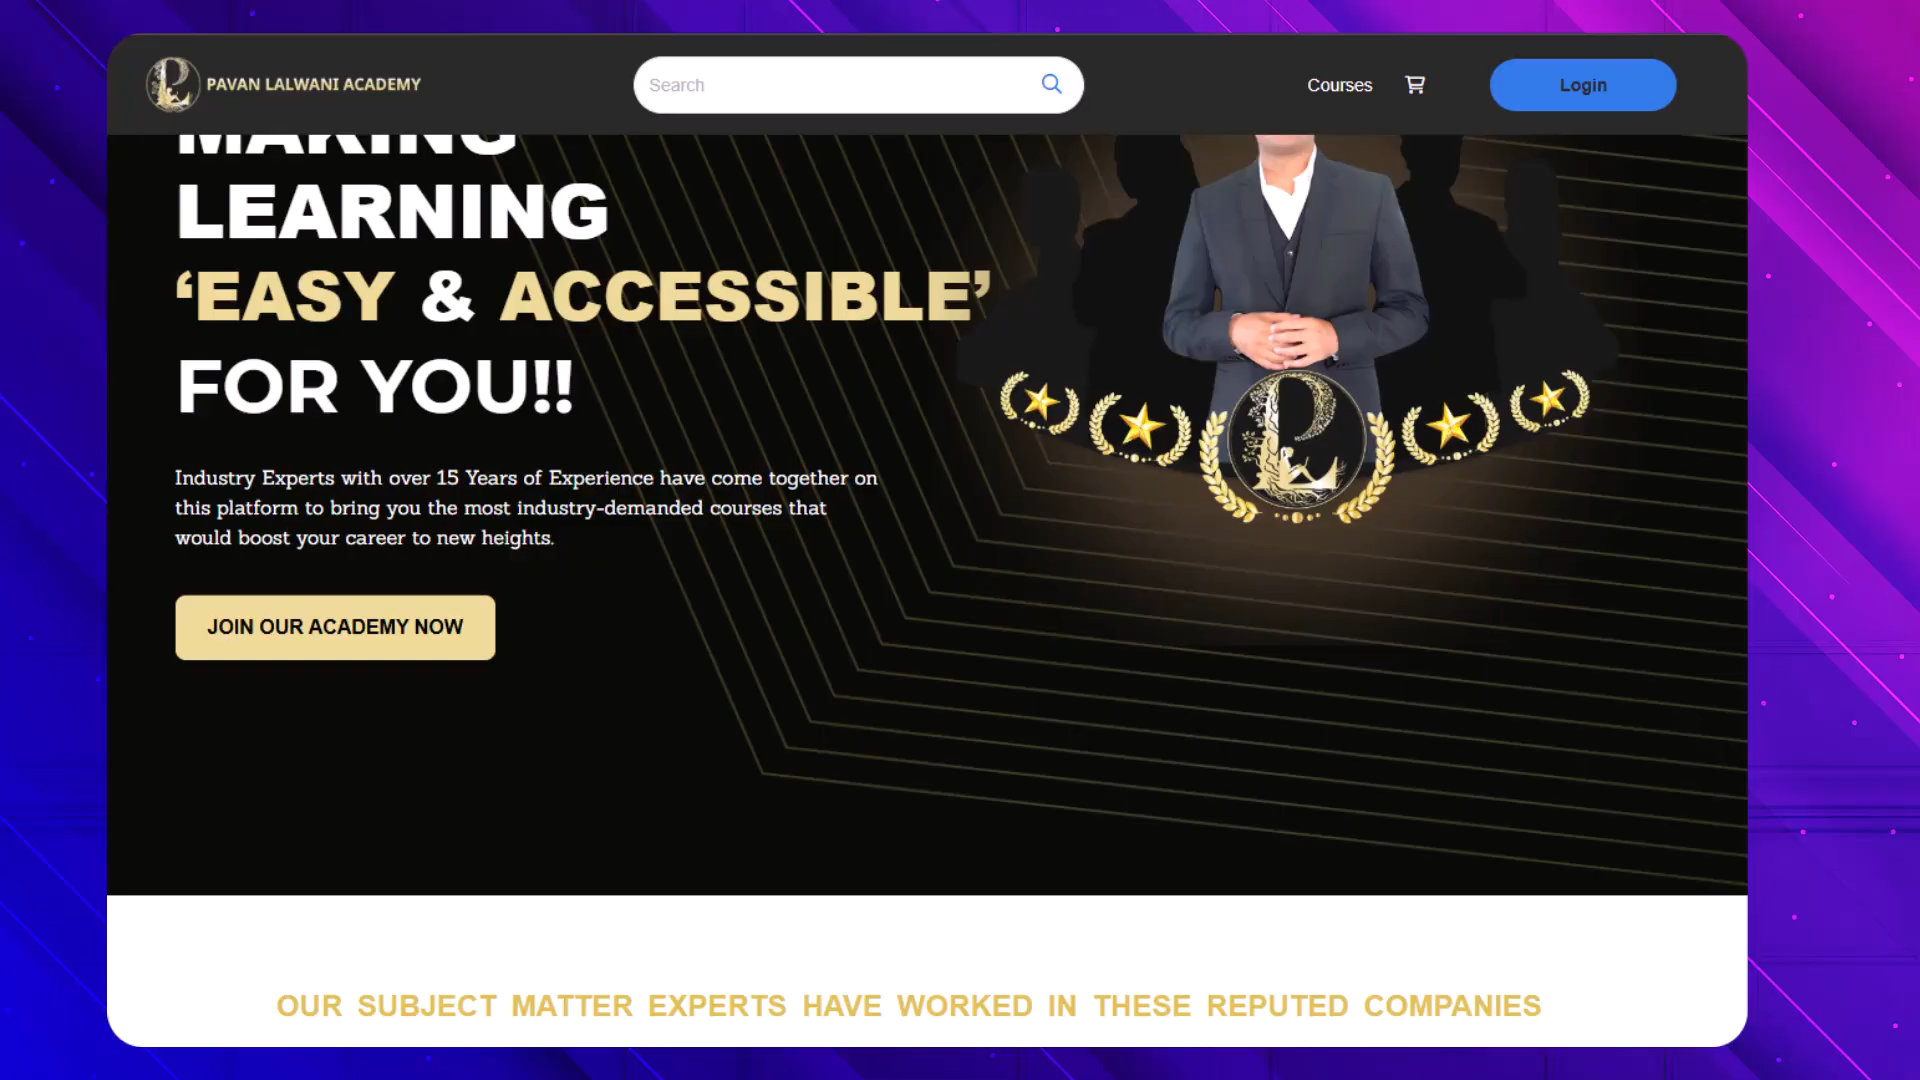 PAVAN LALWANI ACADEMY
Search
Courses
Login
MAKING
LEARNING
‘EASY & ACCESSIBLE’
FOR YOU!!
Industry Experts with over 15 Years of Experience have come together on
this platform to bring you the most industry-demanded courses that
would boost your career to new heights.
JOIN OUR ACADEMY NOW
OUR SUBJECT MATTER EXPERTS HAVE WORKED IN THESE REPUTED COMPANIES